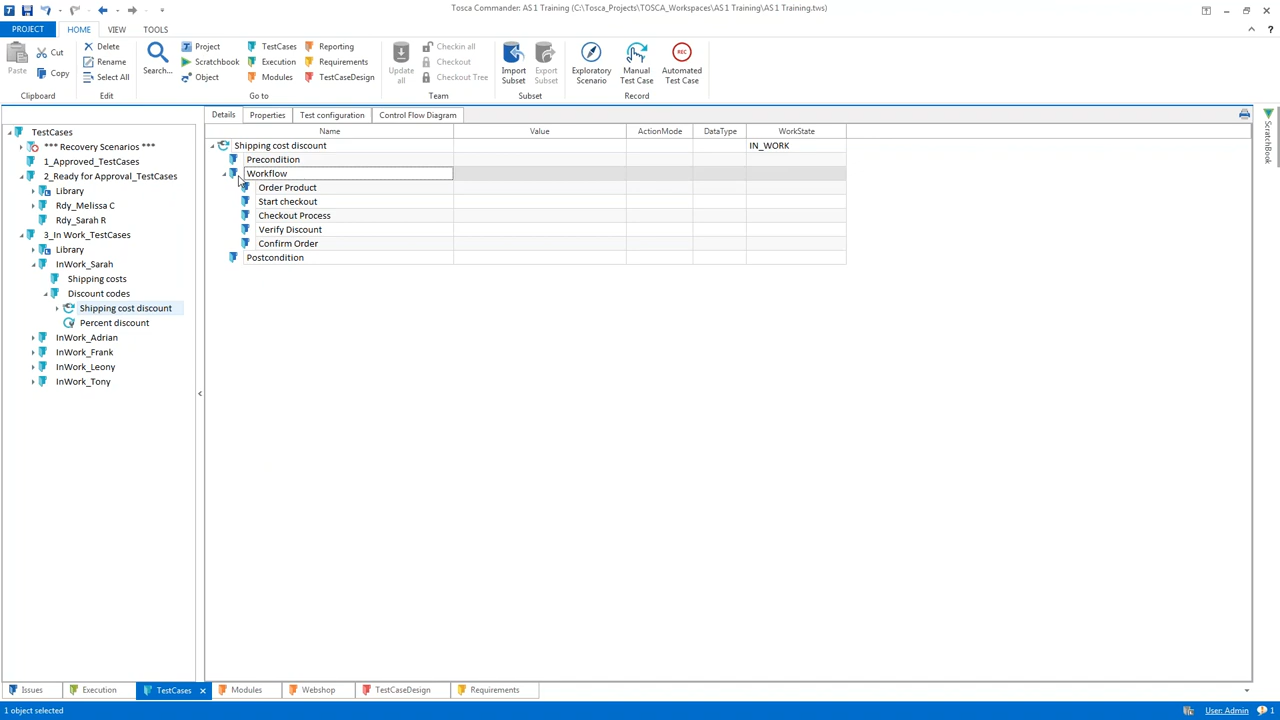 Tosca Commander: AS 1 Training (C:\Tosca_Projects\TOSCA_Workspaces\AS 1 Training\AS 1 Training.tws)
PROJECT HOME VIEW TOOLS
Paste Cut Copy
Clipboard
Delete Rename Select All
Edit
Search...
Project TestCases Reporting
Scratchbook Execution Requirements
Object Modules TestCaseDesign
Go to
Update all
Checkin all
Checkout
Checkout Tree
Team
Import Subset
Export Subset
Subset
Exploratory Scenario
Manual Test Case
REC
Automated Test Case
Record
TestCases
*** Recovery Scenarios ***
1_Approved_TestCases
2_Ready for Approval_TestCases
Library
Rdy_Melissa C
Rdy_Sarah R
3_In Work_TestCases
Library
InWork_Sarah
Shipping costs
Discount codes
Shipping cost discount
Percent discount
InWork_Adrian
InWork_Frank
InWork_Leony
InWork_Tony
Details Properties Test configuration Control Flow Diagram
Name Value ActionMode DataType WorkState
Shipping cost discount IN_WORK
Precondition
Workflow
Order Product
Start checkout
Checkout Process
Verify Discount
Confirm Order
Postcondition
ScratchBook
Issues Execution TestCases Modules Webshop TestCaseDesign Requirements
1 object selected
User: Admin 1